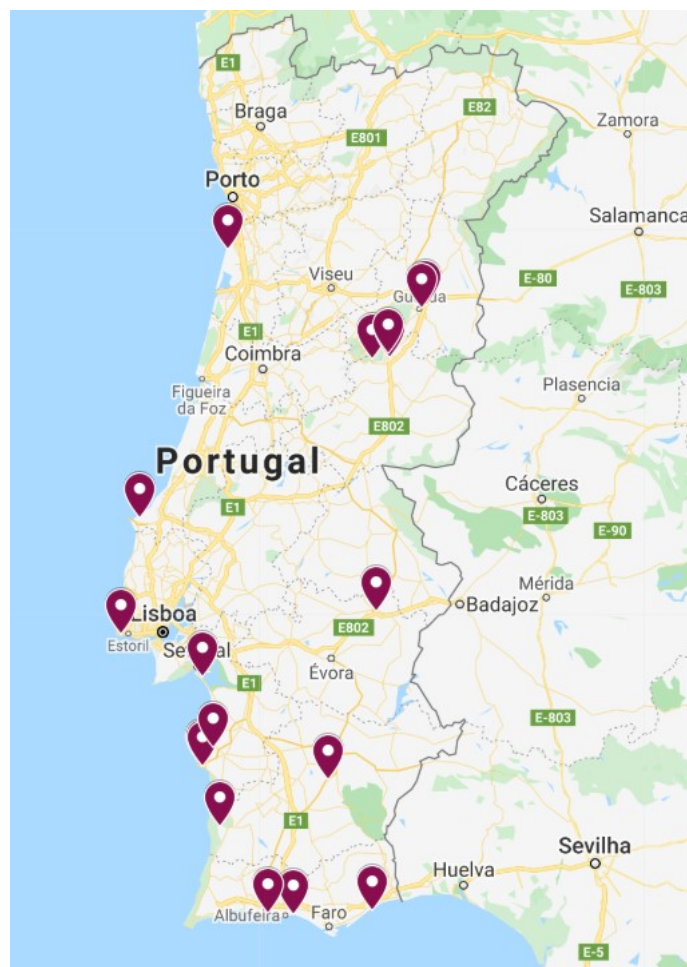 E1
Braga
E82
Zamora
E801
Porto
Salamanca
Viseu
E-80
E-803
E1
Coimbra
Figueira
da Foz
Plasencia
E802
Portugal
Cáceres
E1
E-803
E-90
Mérida
Badajoz
Lisboa
Estoril
E802
Évora
E1
E-803
E1
Sevilha
Huelva
Albufeira
Faro
E-5